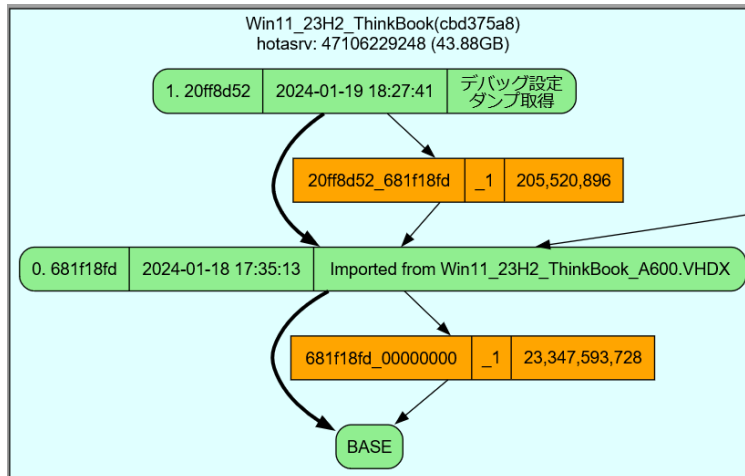 Win11_23H2_ThinkBook(cbd375a8)
hotasrv: 47106229248 (43.88GB)
1. 20ff8d52 2024-01-19 18:27:41 デバッグ設定
ダンプ取得
20ff8d52_681f18fd _1 205,520,896
0. 681f18fd 2024-01-18 17:35:13 Imported from Win11_23H2_ThinkBook_A600.VHDX
681f18fd_00000000 _1 23,347,593,728
BASE